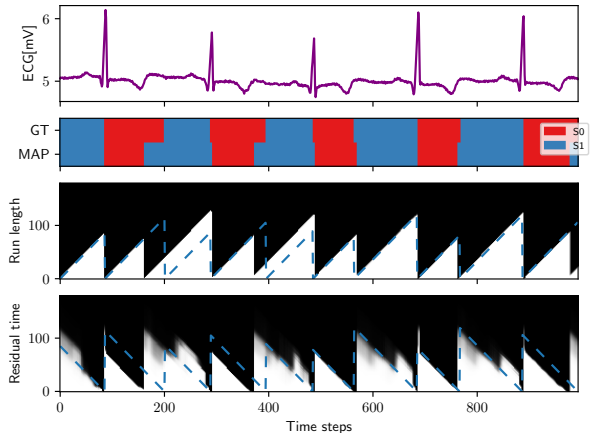 6
5
ECG[mV]
GT
MAP
S0
S1
100
0
Run length
100
0
Residual time
0 200 400 600 800
Time steps